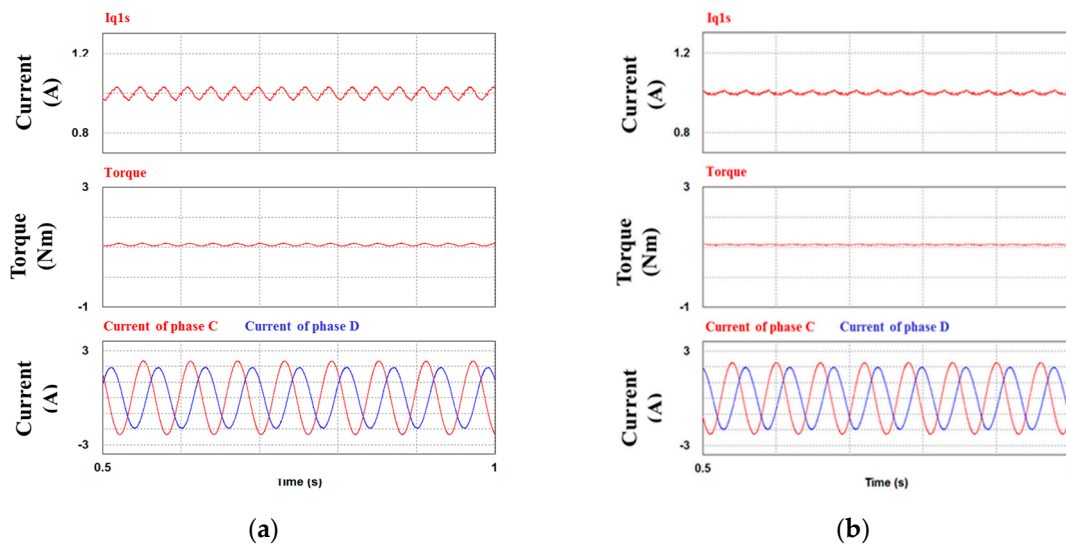 Iq1s
1.2
0.8
Current
(A)
Torque
3
-1
Torque
(Nm)
Current of phase C Current of phase D
3
-3
Current
(A)
0.5 1
Time (s)
(a)
Iq1s
1.2
0.8
Current
(A)
Torque
3
-1
Torque
(Nm)
Current of phase C Current of phase D
3
-3
Current
(A)
0.5
Time (s)
(b)